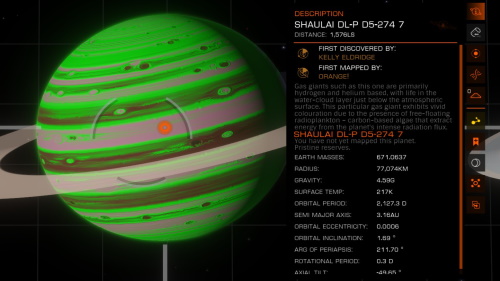 DESCRIPTION
SHAULAI DL-P D5-274 7
DISTANCE: 1,576LS
FIRST DISCOVERED BY:
KELLY ELDRIDGE
FIRST MAPPED BY:
ORANGE!
Gas giants such as this one are primarily
hydrogen and helium based, with life in the
water-cloud layer just below the atmospheric
surface. This particular gas giant exhibits vivid
colouration due to the presence of free-floating
radioplankton – carbon-based algae that extract
energy from the planet's intense radiation flux.
SHAULAI DL-P D5-274 7
You have not yet mapped this planet.
Pristine reserves.
EARTH MASSES: 671.0637
RADIUS: 77,074KM
GRAVITY: 4.59G
SURFACE TEMP: 217K
ORBITAL PERIOD: 2,127.3 D
SEMI MAJOR AXIS: 3.16AU
ORBITAL ECCENTRICITY: 0.0006
ORBITAL INCLINATION: 1.69 °
ARG OF PERIAPSIS: 211.70 °
ROTATIONAL PERIOD: 0.3 D
AXIAL TILT: -49.65 °